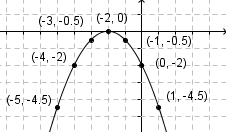 (-3, -0.5) (-2, 0)
(-4, -2) (-1, -0.5)
(0, -2)
(-5, -4.5) (1, -4.5)